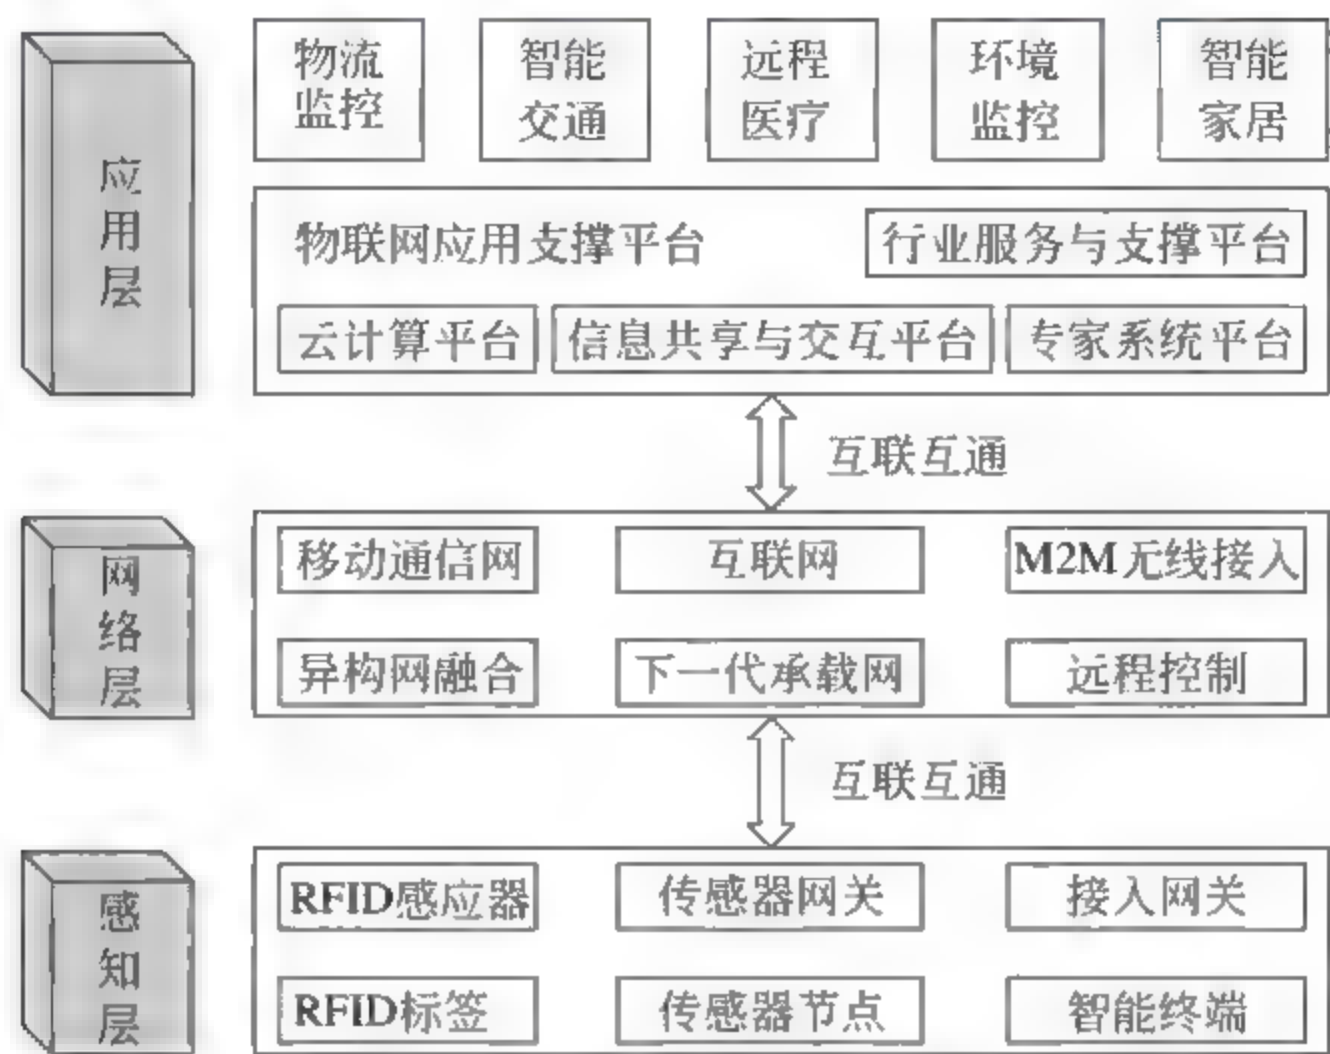 应
用
层
物流
监控
智能
交通
远程
医疗
环境
监控
智能
家居
物联网应用支撑平台
行业服务与支撑平台
云计算平台
信息共享与交互平台
专家系统平台
互联互通
网
络
层
移动通信网
互联网
M2M无线接入
异构网融合
下一代承载网
远程控制
互联互通
感
知
层
RFID感应器
传感器网关
接入网关
RFID标签
传感器节点
智能终端